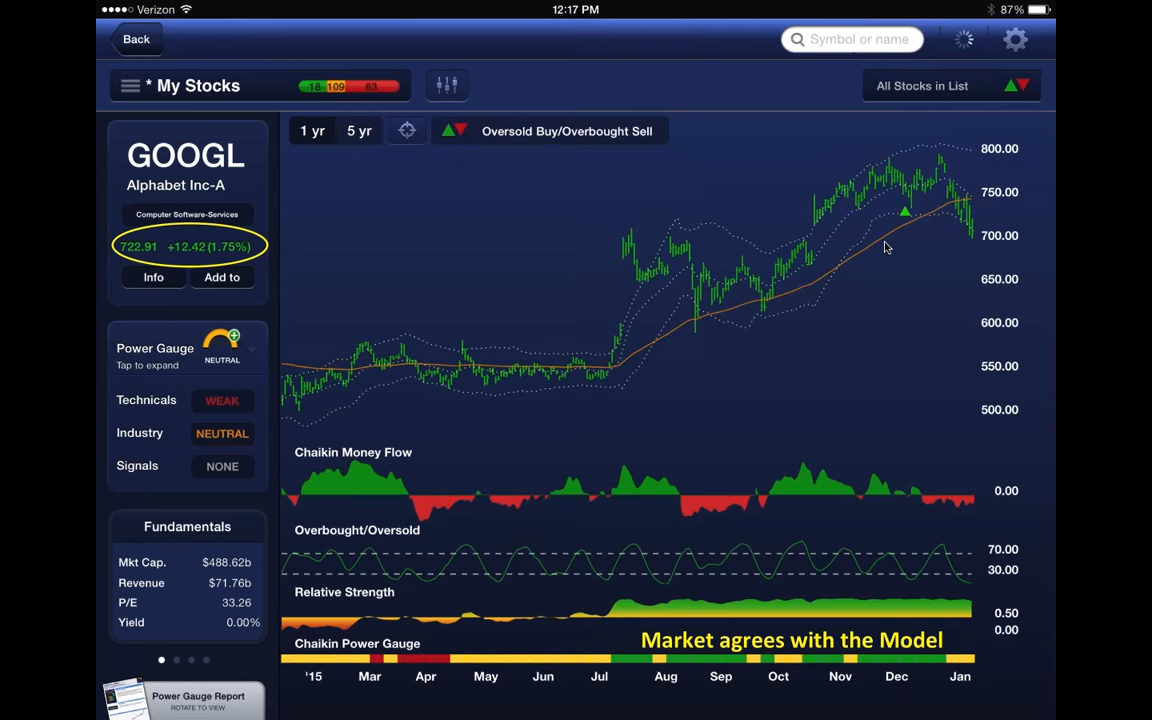 Verizon
12:17 PM
87%
Back
Symbol or name
* My Stocks
18 109 63
All Stocks in List
GOOGL
Alphabet Inc-A
Computer Software-Services
722.91 +12.42 (1.75%)
Info
Add to
Power Gauge
Tap to expand
NEUTRAL
Technicals WEAK
Industry NEUTRAL
Signals NONE
Fundamentals
Mkt Cap. $488.62b
Revenue $71.76b
P/E 33.26
Yield 0.00%
Power Gauge Report
ROTATE TO VIEW
1 yr
5 yr
Oversold Buy/Overbought Sell
800.00
750.00
700.00
650.00
600.00
550.00
500.00
Chaikin Money Flow
0.00
Overbought/Oversold
70.00
30.00
Relative Strength
0.50
0.00
Chaikin Power Gauge
Market agrees with the Model
'15 Mar Apr May Jun Jul Aug Sep Oct Nov Dec Jan